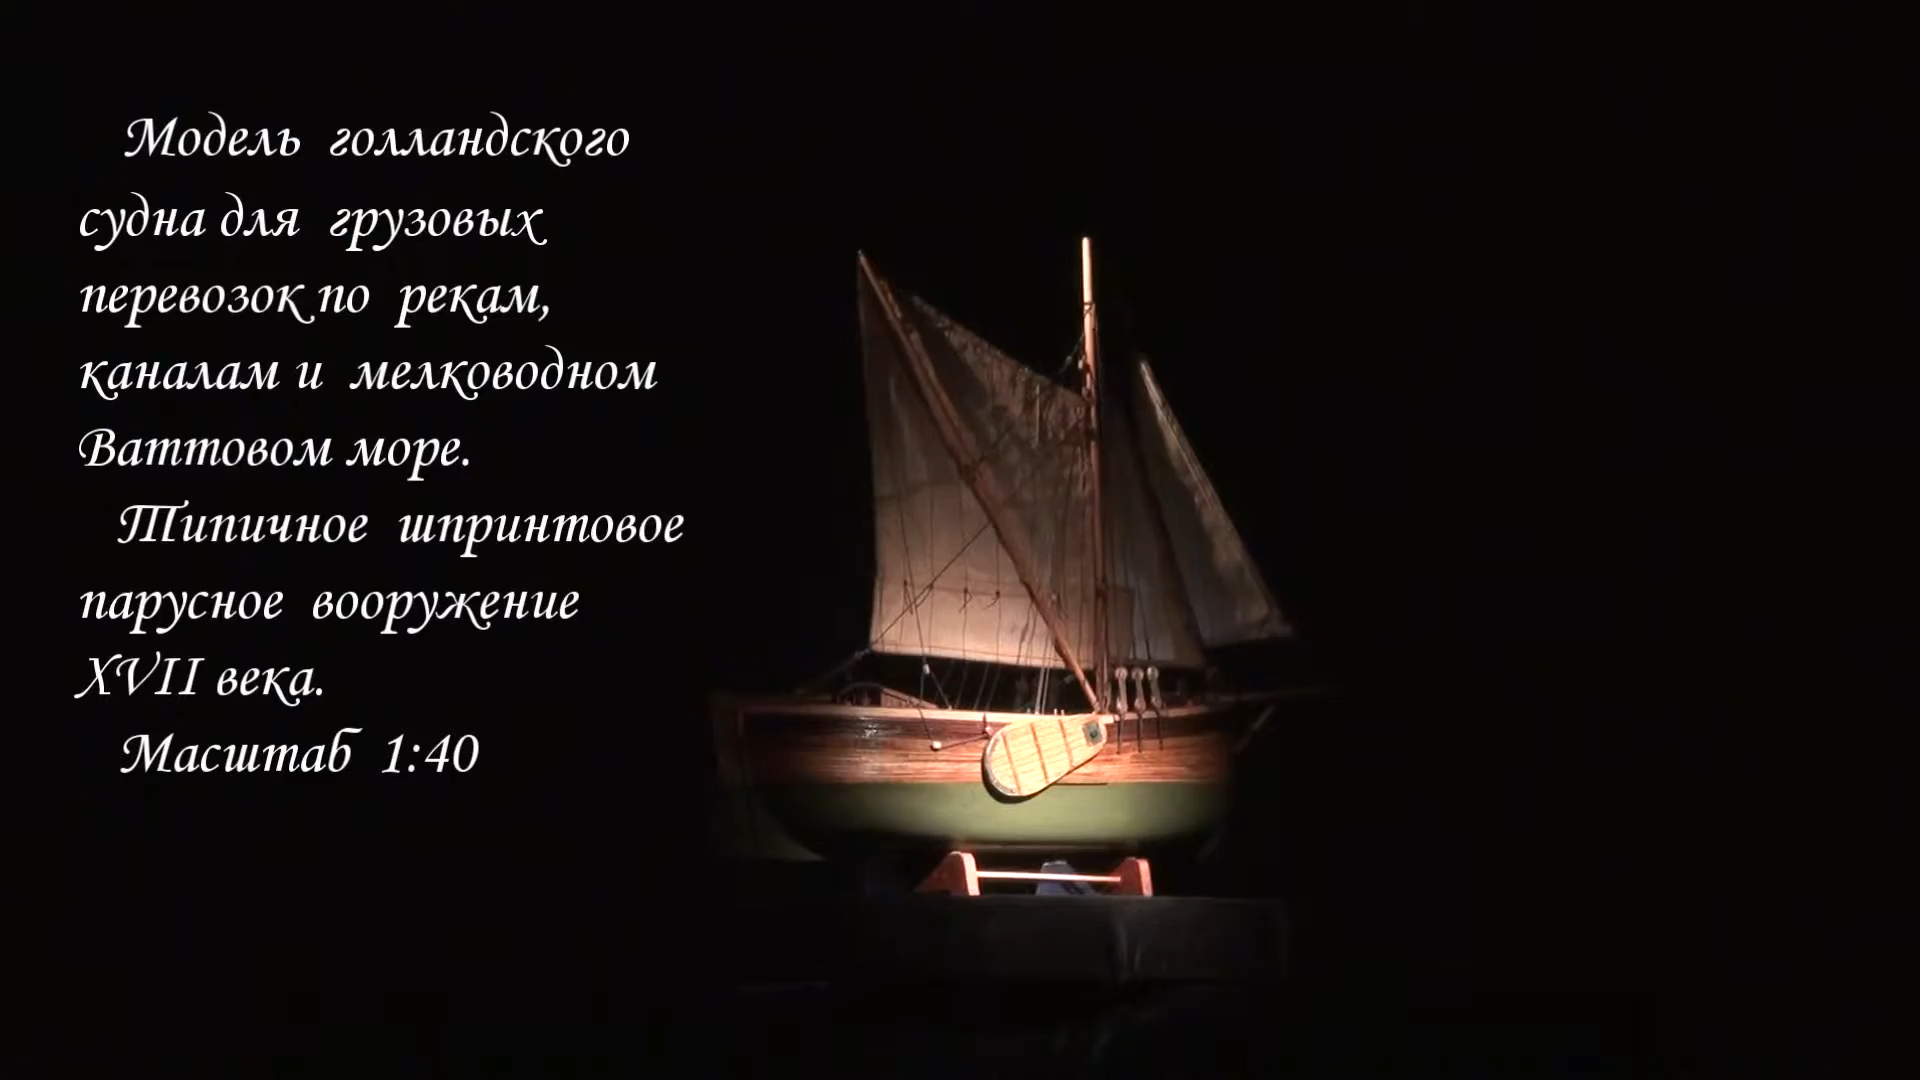 Модель голландского
судна для грузовых
перевозок по рекам,
каналам и мелководном
Ваттовом море.
Типичное шпринтовое
парусное вооружение
XVII века.
Масштаб 1:40